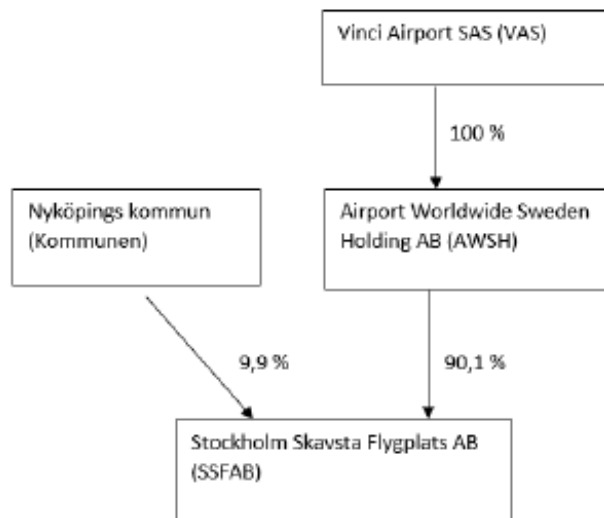 Vinci Airport SAS (VAS)
100 %
Nyköpings kommun
(Kommunen)
Airport Worldwide Sweden
Holding AB (AWSH)
9,9 %
90,1 %
Stockholm Skavsta Flygplats AB
(SSFAB)